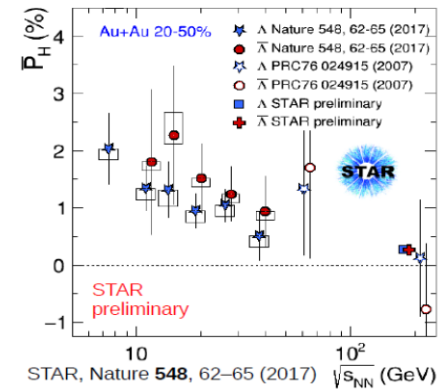 P̅_H (%)
4
3
2
1
0
−1
Au+Au 20-50%
Λ Nature 548, 62-65 (2017)
Λ̅ Nature 548, 62-65 (2017)
Λ PRC76 024915 (2007)
Λ̅ PRC76 024915 (2007)
Λ STAR preliminary
Λ̅ STAR preliminary
STAR
STAR
preliminary
10
10²
√s_NN (GeV)
STAR, Nature 548, 62–65 (2017)